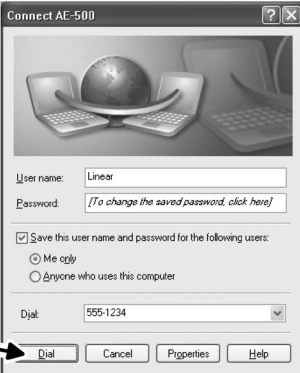 Connect AE-500
User name: Linear
Password: [To change the saved password, click here]
Save this user name and password for the following users:
Me only
Anyone who uses this computer
Dial: 555-1234
Dial Cancel Properties Help